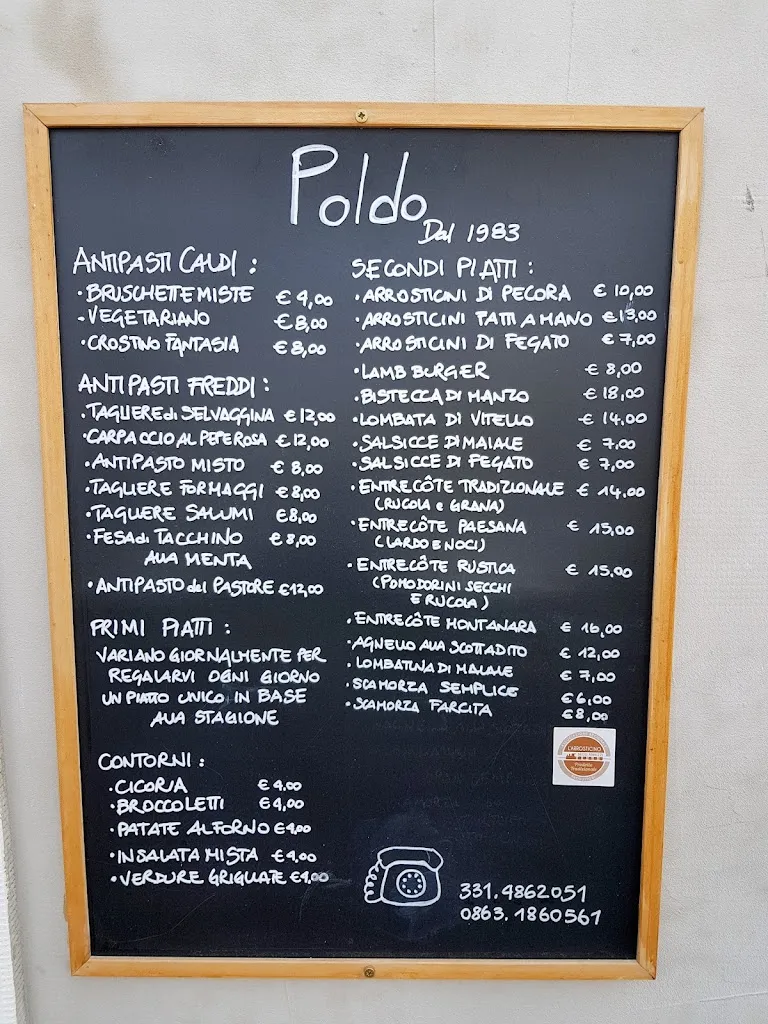 Poldo
Dal 1983
ANTIPASTI CALDI :
· BRUSCHETTE MISTE € 4,00
· VEGETARIANO € 8,00
· CROSTINO FANTASIA € 8,00
ANTIPASTI FREDDI :
· TAGLIERE di SELVAGGINA € 12,00
· CARPACCIO AL PEPE ROSA € 12,00
· ANTIPASTO MISTO € 8,00
· TAGLIERE FORMAGGI € 8,00
· TAGLIERE SALUMI € 8,00
· FESA di TACCHINO € 8,00
ALLA MENTA
· ANTIPASTO del PASTORE €12,00
PRIMI PIATTI :
VARIANO GIORNALMENTE PER
REGALARVI OGNI GIORNO
UN PIATTO UNICO IN BASE
ALLA STAGIONE
CONTORNI :
· CICORIA € 4,00
· BROCCOLETTI € 4,00
· PATATE AL FORNO € 4,00
· INSALATA MISTA € 4,00
· VERDURE GRIGLIATE € 4,00
SECONDI PIATTI :
· ARROSTICINI DI PECORA € 10,00
· ARROSTICINI FATTI A MANO € 13,00
· ARROSTICINI DI FEGATO € 7,00
· LAMB BURGER € 8,00
· BISTECCA DI MANZO € 18,00
· LOMBATA DI VITELLO € 14,00
· SALSICCE DI MAIALE € 7,00
· SALSICCE DI FEGATO € 7,00
· ENTRECÔTE TRADIZIONALE € 14,00
(RUCOLA e GRANA)
· ENTRECÔTE PAESANA € 15,00
(LARDO E NOCI)
· ENTRECÔTE RUSTICA € 15,00
(POMODORINI SECCHI
E RUCOLA)
· ENTRECÔTE MONTANARA € 16,00
· AGNELLO ALLA SCOTTADITO € 12,00
· LOMBATINA DI MAIALE € 7,00
· SCAMORZA SEMPLICE € 6,00
· SCAMORZA FARCITA € 8,00
L'ARROSTICINO
Prodotto
Tradizionale
331.4862051
0863.1860561